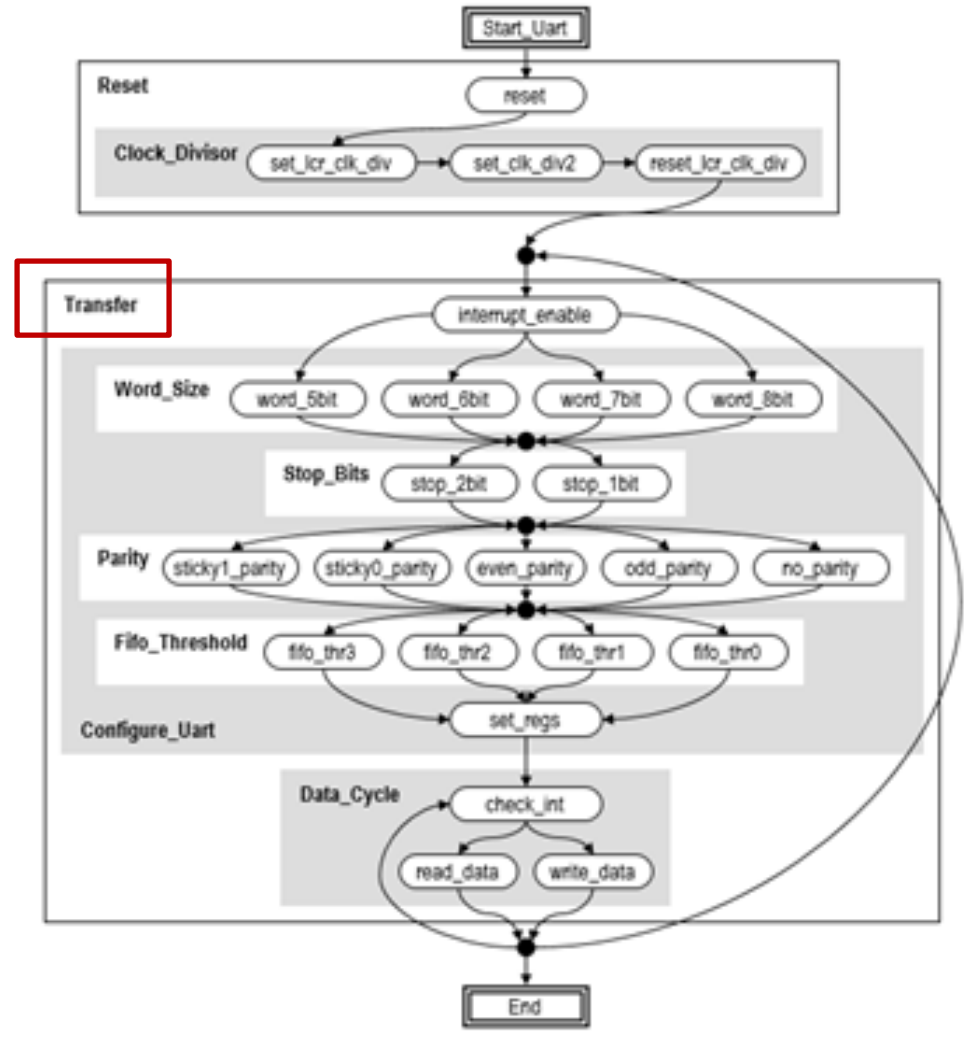 Start_Uart
Reset
reset
Clock_Divisor
set_lcr_clk_div
set_clk_div2
reset_lcr_clk_div
Transfer
interrupt_enable
Word_Size
word_5bit
word_6bit
word_7bit
word_8bit
Stop_Bits
stop_2bit
stop_1bit
Parity
sticky1_parity
sticky0_parity
even_parity
odd_parity
no_parity
Fifo_Threshold
fifo_thr3
fifo_thr2
fifo_thr1
fifo_thr0
set_regs
Configure_Uart
Data_Cycle
check_int
read_data
write_data
End